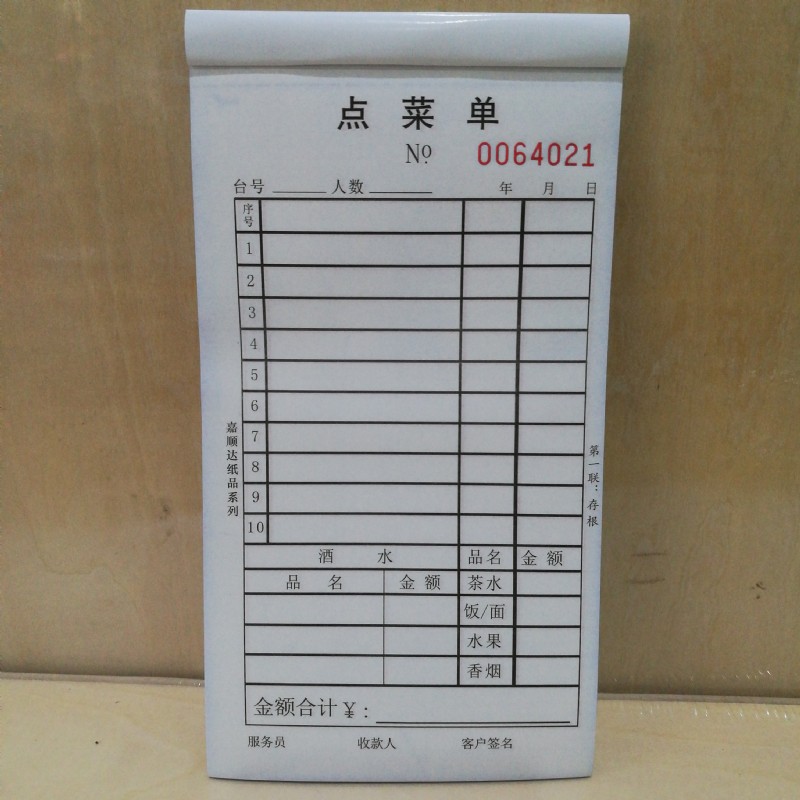 点菜单
№ 0064021
台号 人数 年 月 日
序号
1
2
3
4
5
6
7
8
9
10
嘉顺达纸品系列
第一联：存根
酒水 品名 金额
品名 金额 茶水
饭/面
水果
香烟
金额合计￥：
服务员 收款人 客户签名